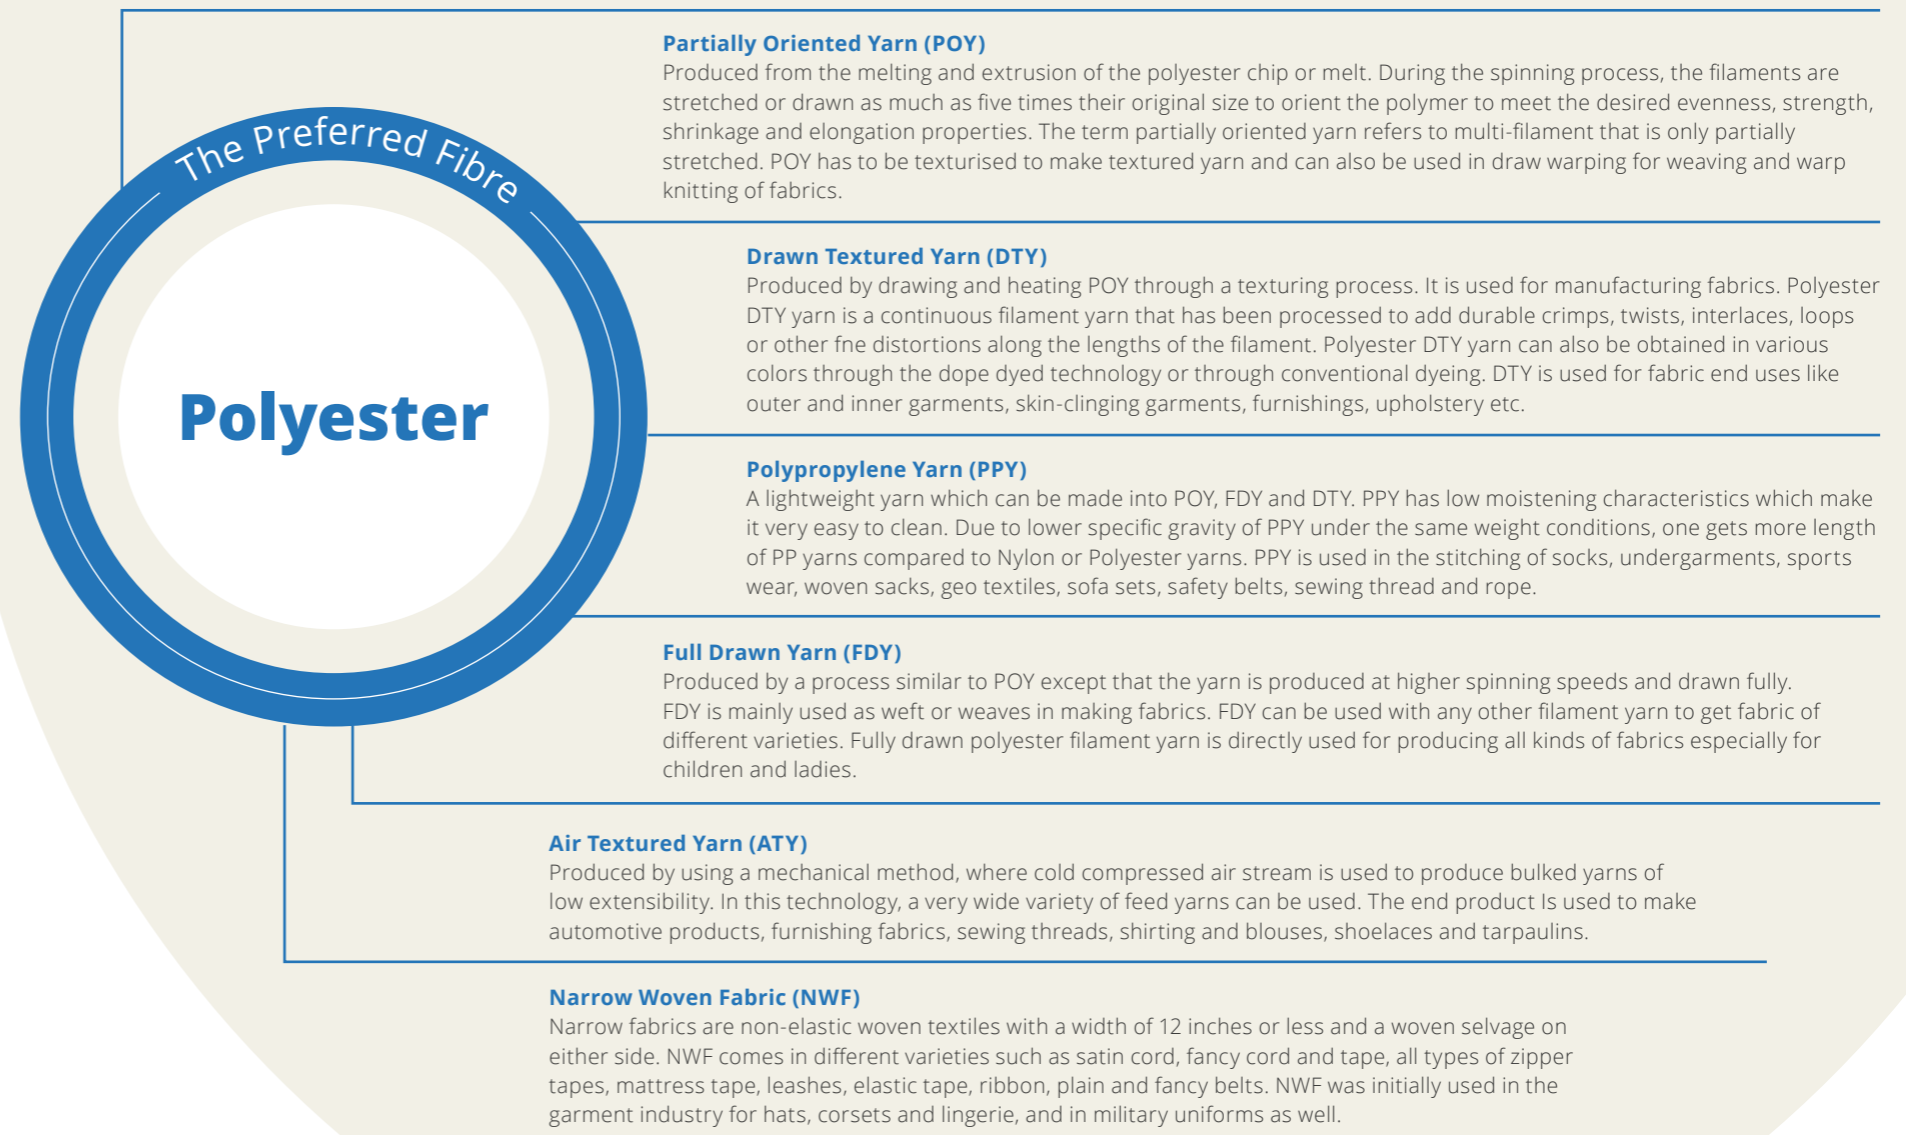 The Preferred Fibre
Polyester
Partially Oriented Yarn (POY)
Produced from the melting and extrusion of the polyester chip or melt. During the spinning process, the filaments are
stretched or drawn as much as five times their original size to orient the polymer to meet the desired evenness, strength,
shrinkage and elongation properties. The term partially oriented yarn refers to multi-filament that is only partially
stretched. POY has to be texturised to make textured yarn and can also be used in draw warping for weaving and warp
knitting of fabrics.
Drawn Textured Yarn (DTY)
Produced by drawing and heating POY through a texturing process. It is used for manufacturing fabrics. Polyester
DTY yarn is a continuous filament yarn that has been processed to add durable crimps, twists, interlaces, loops
or other fne distortions along the lengths of the filament. Polyester DTY yarn can also be obtained in various
colors through the dope dyed technology or through conventional dyeing. DTY is used for fabric end uses like
outer and inner garments, skin-clinging garments, furnishings, upholstery etc.
Polypropylene Yarn (PPY)
A lightweight yarn which can be made into POY, FDY and DTY. PPY has low moistening characteristics which make
it very easy to clean. Due to lower specific gravity of PPY under the same weight conditions, one gets more length
of PP yarns compared to Nylon or Polyester yarns. PPY is used in the stitching of socks, undergarments, sports
wear, woven sacks, geo textiles, sofa sets, safety belts, sewing thread and rope.
Full Drawn Yarn (FDY)
Produced by a process similar to POY except that the yarn is produced at higher spinning speeds and drawn fully.
FDY is mainly used as weft or weaves in making fabrics. FDY can be used with any other filament yarn to get fabric of
different varieties. Fully drawn polyester filament yarn is directly used for producing all kinds of fabrics especially for
children and ladies.
Air Textured Yarn (ATY)
Produced by using a mechanical method, where cold compressed air stream is used to produce bulked yarns of
low extensibility. In this technology, a very wide variety of feed yarns can be used. The end product Is used to make
automotive products, furnishing fabrics, sewing threads, shirting and blouses, shoelaces and tarpaulins.
Narrow Woven Fabric (NWF)
Narrow fabrics are non-elastic woven textiles with a width of 12 inches or less and a woven selvage on
either side. NWF comes in different varieties such as satin cord, fancy cord and tape, all types of zipper
tapes, mattress tape, leashes, elastic tape, ribbon, plain and fancy belts. NWF was initially used in the
garment industry for hats, corsets and lingerie, and in military uniforms as well.